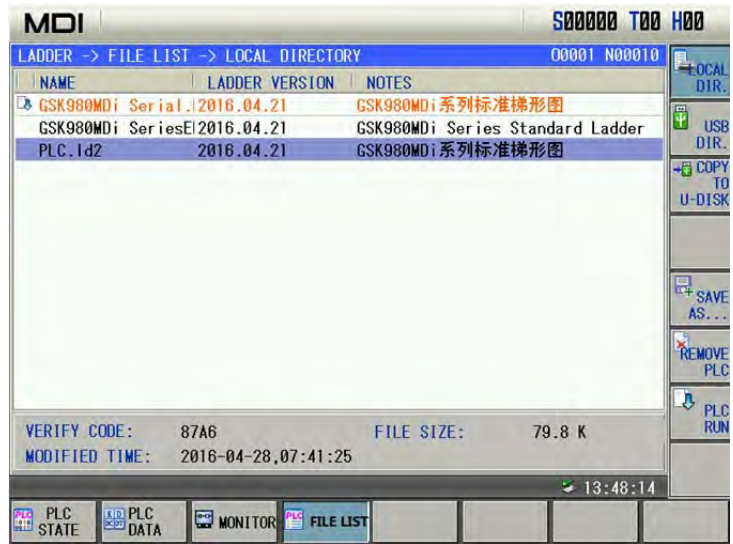 MDI S00000 T00 H00
LADDER -> FILE LIST -> LOCAL DIRECTORY O0001 N00010
NAME LADDER VERSION NOTES
GSK980MDi Serial.l 2016.04.21 GSK980MDi系列标准梯形图
GSK980MDi SeriesEl 2016.04.21 GSK980MDi Series Standard Ladder
PLC.ld2 2016.04.21 GSK980MDi系列标准梯形图
VERIFY CODE: 87A6 FILE SIZE: 79.8 K
MODIFIED TIME: 2016-04-28,07:41:25
13:48:14
LOCAL
DIR.
USB
DIR.
COPY
TO
U-DISK
SAVE
AS...
REMOVE
PLC
PLC
RUN
PLC
STATE
PLC
DATA
MONITOR
FILE LIST